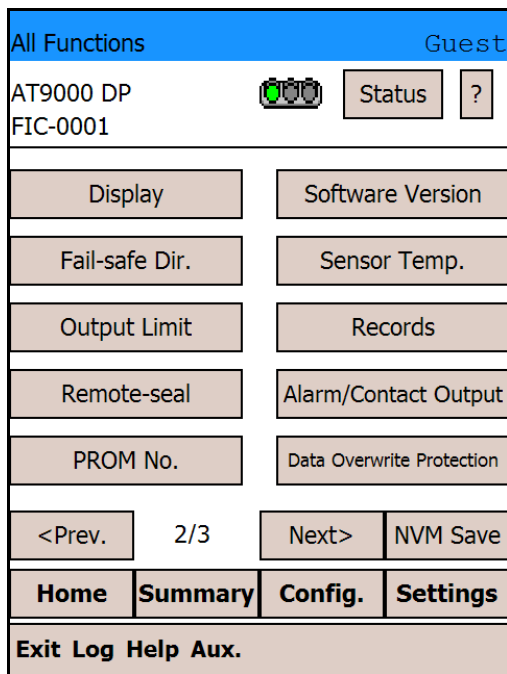 All Functions Guest
AT9000 DP
Status ?
FIC-0001
Display Software Version
Fail-safe Dir. Sensor Temp.
Output Limit Records
Remote-seal Alarm/Contact Output
PROM No. Data Overwrite Protection
<Prev. 2/3 Next> NVM Save
Home Summary Config. Settings
Exit Log Help Aux.